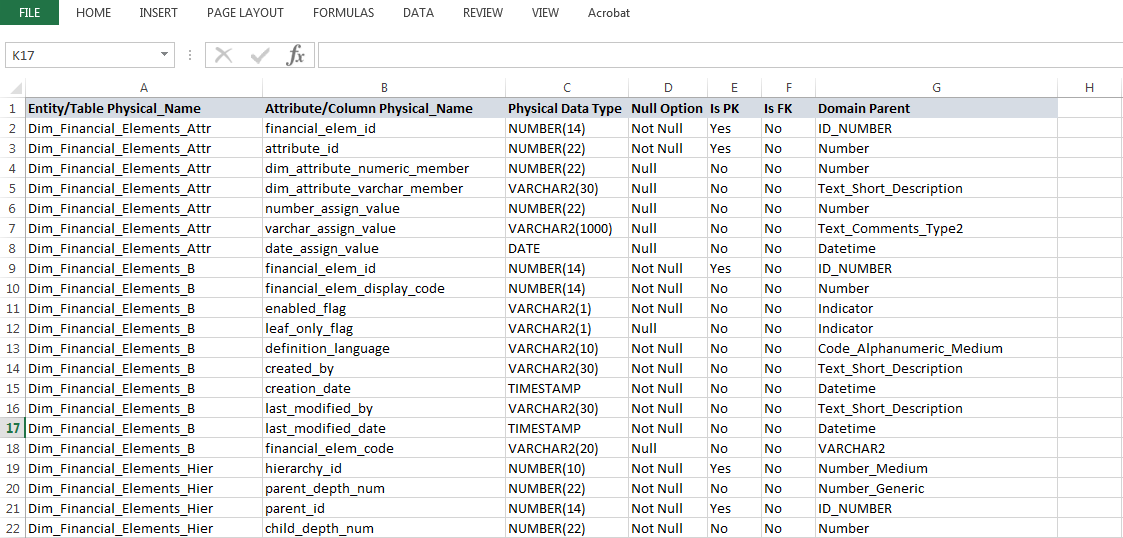 FILE HOME INSERT PAGE LAYOUT FORMULAS DATA REVIEW VIEW Acrobat
K17 fx
A B C D E F G H
1 Entity/Table Physical_Name Attribute/Column Physical_Name Physical Data Type Null Option Is PK Is FK Domain Parent
2 Dim_Financial_Elements_Attr financial_elem_id NUMBER(14) Not Null Yes No ID_NUMBER
3 Dim_Financial_Elements_Attr attribute_id NUMBER(22) Not Null Yes No Number
4 Dim_Financial_Elements_Attr dim_attribute_numeric_member NUMBER(22) Null No No Number
5 Dim_Financial_Elements_Attr dim_attribute_varchar_member VARCHAR2(30) Null No No Text_Short_Description
6 Dim_Financial_Elements_Attr number_assign_value NUMBER(22) Null No No Number
7 Dim_Financial_Elements_Attr varchar_assign_value VARCHAR2(1000) Null No No Text_Comments_Type2
8 Dim_Financial_Elements_Attr date_assign_value DATE Null No No Datetime
9 Dim_Financial_Elements_B financial_elem_id NUMBER(14) Not Null Yes No ID_NUMBER
10 Dim_Financial_Elements_B financial_elem_display_code NUMBER(14) Not Null No No Number
11 Dim_Financial_Elements_B enabled_flag VARCHAR2(1) Not Null No No Indicator
12 Dim_Financial_Elements_B leaf_only_flag VARCHAR2(1) Null No No Indicator
13 Dim_Financial_Elements_B definition_language VARCHAR2(10) Not Null No No Code_Alphanumeric_Medium
14 Dim_Financial_Elements_B created_by VARCHAR2(30) Not Null No No Text_Short_Description
15 Dim_Financial_Elements_B creation_date TIMESTAMP Not Null No No Datetime
16 Dim_Financial_Elements_B last_modified_by VARCHAR2(30) Not Null No No Text_Short_Description
17 Dim_Financial_Elements_B last_modified_date TIMESTAMP Not Null No No Datetime
18 Dim_Financial_Elements_B financial_elem_code VARCHAR2(20) Null No No VARCHAR2
19 Dim_Financial_Elements_Hier hierarchy_id NUMBER(10) Not Null Yes No Number_Medium
20 Dim_Financial_Elements_Hier parent_depth_num NUMBER(22) Not Null No No Number_Generic
21 Dim_Financial_Elements_Hier parent_id NUMBER(14) Not Null Yes No ID_NUMBER
22 Dim_Financial_Elements_Hier child_depth_num NUMBER(22) Not Null No No Number